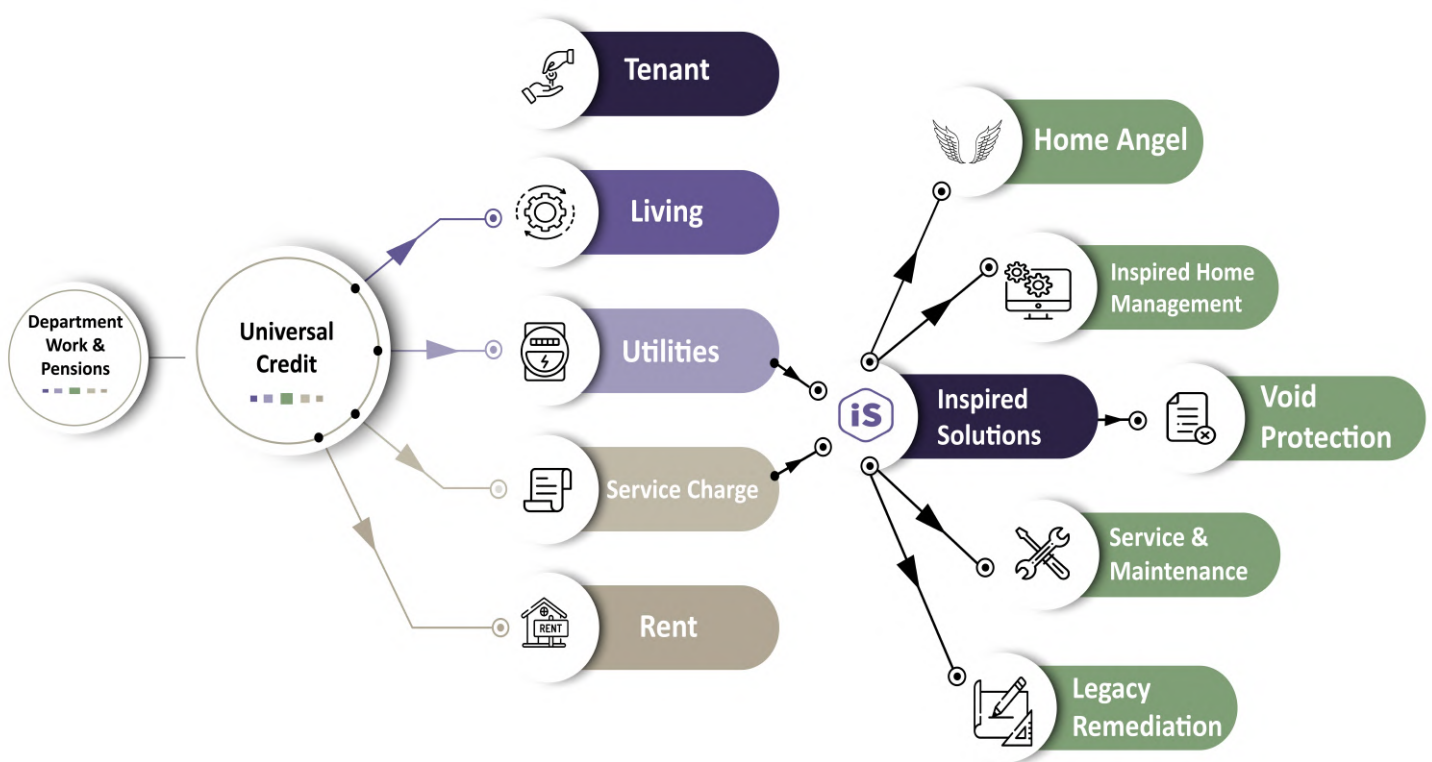 Department
Work &
Pensions
Universal
Credit
Tenant
Living
Utilities
Service Charge
Rent
RENT
iS
Inspired
Solutions
Home Angel
Inspired Home
Management
Void
Protection
Service &
Maintenance
Legacy
Remediation